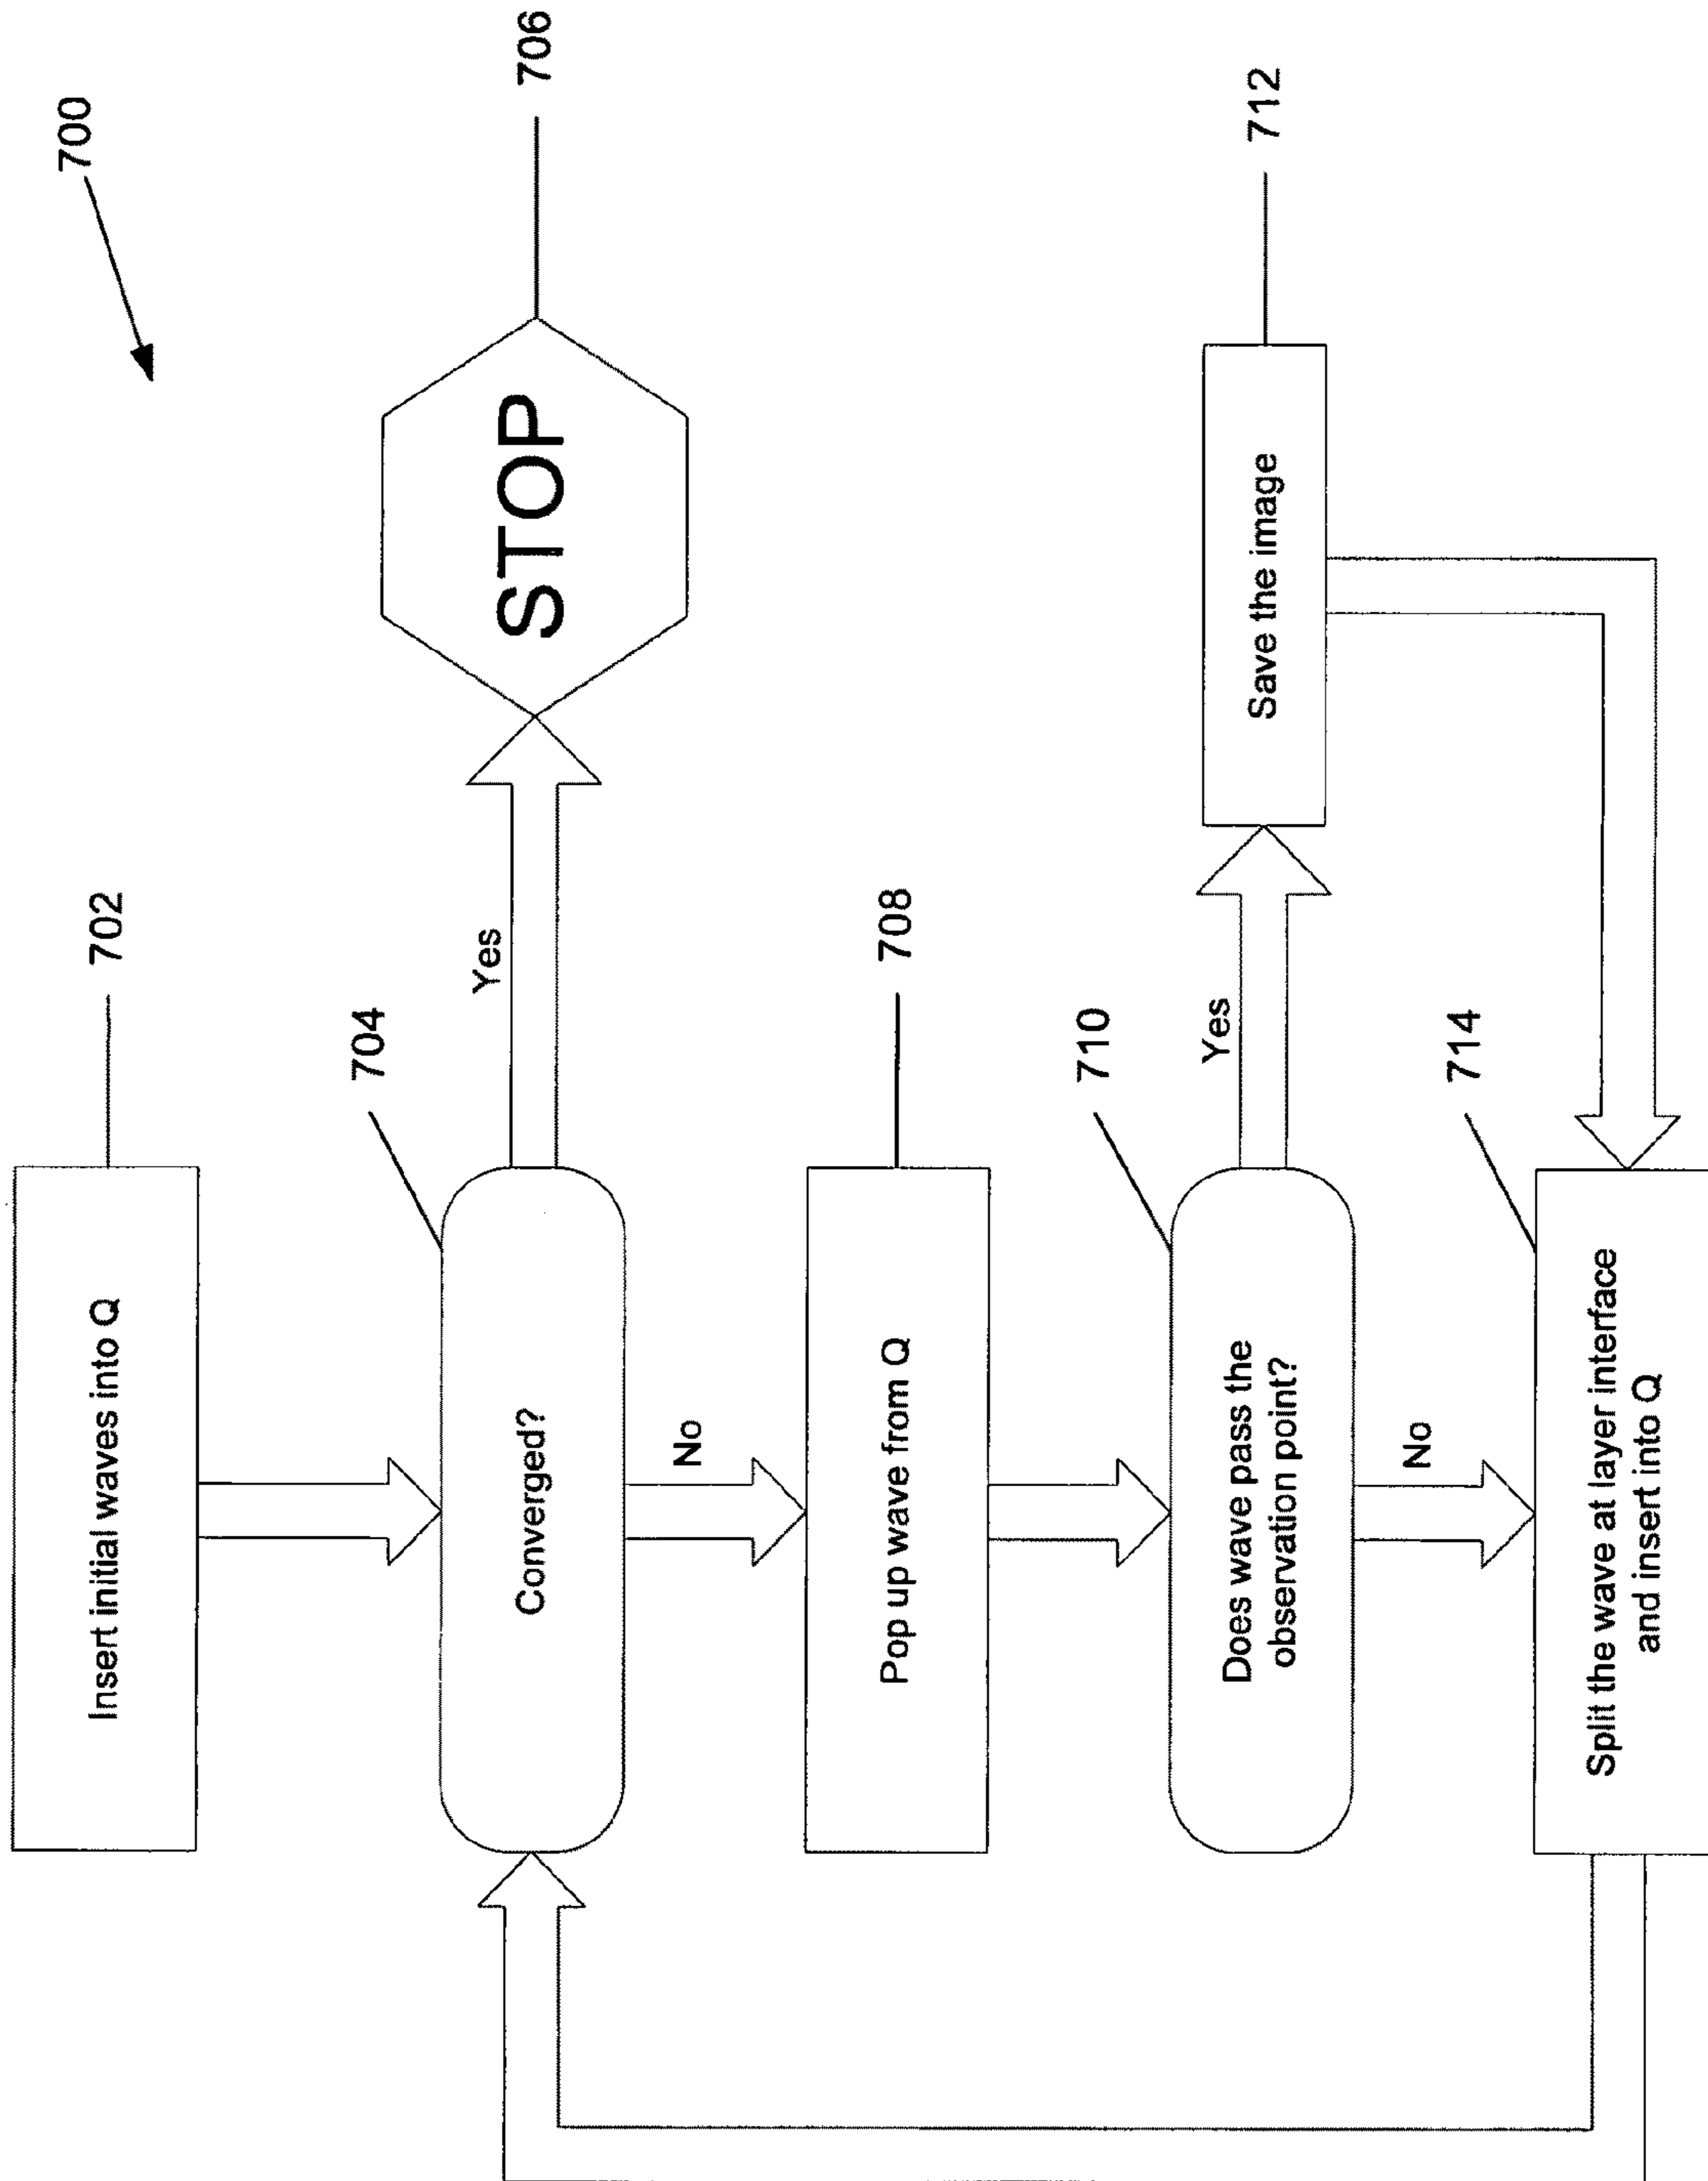 700
Insert initial waves into Q
702
704
Converged?
Yes
STOP
706
No
Pop up wave from Q
708
710
Does wave pass the
observation point?
Yes
Save the image
712
No
714
Split the wave at layer interface
and insert into Q